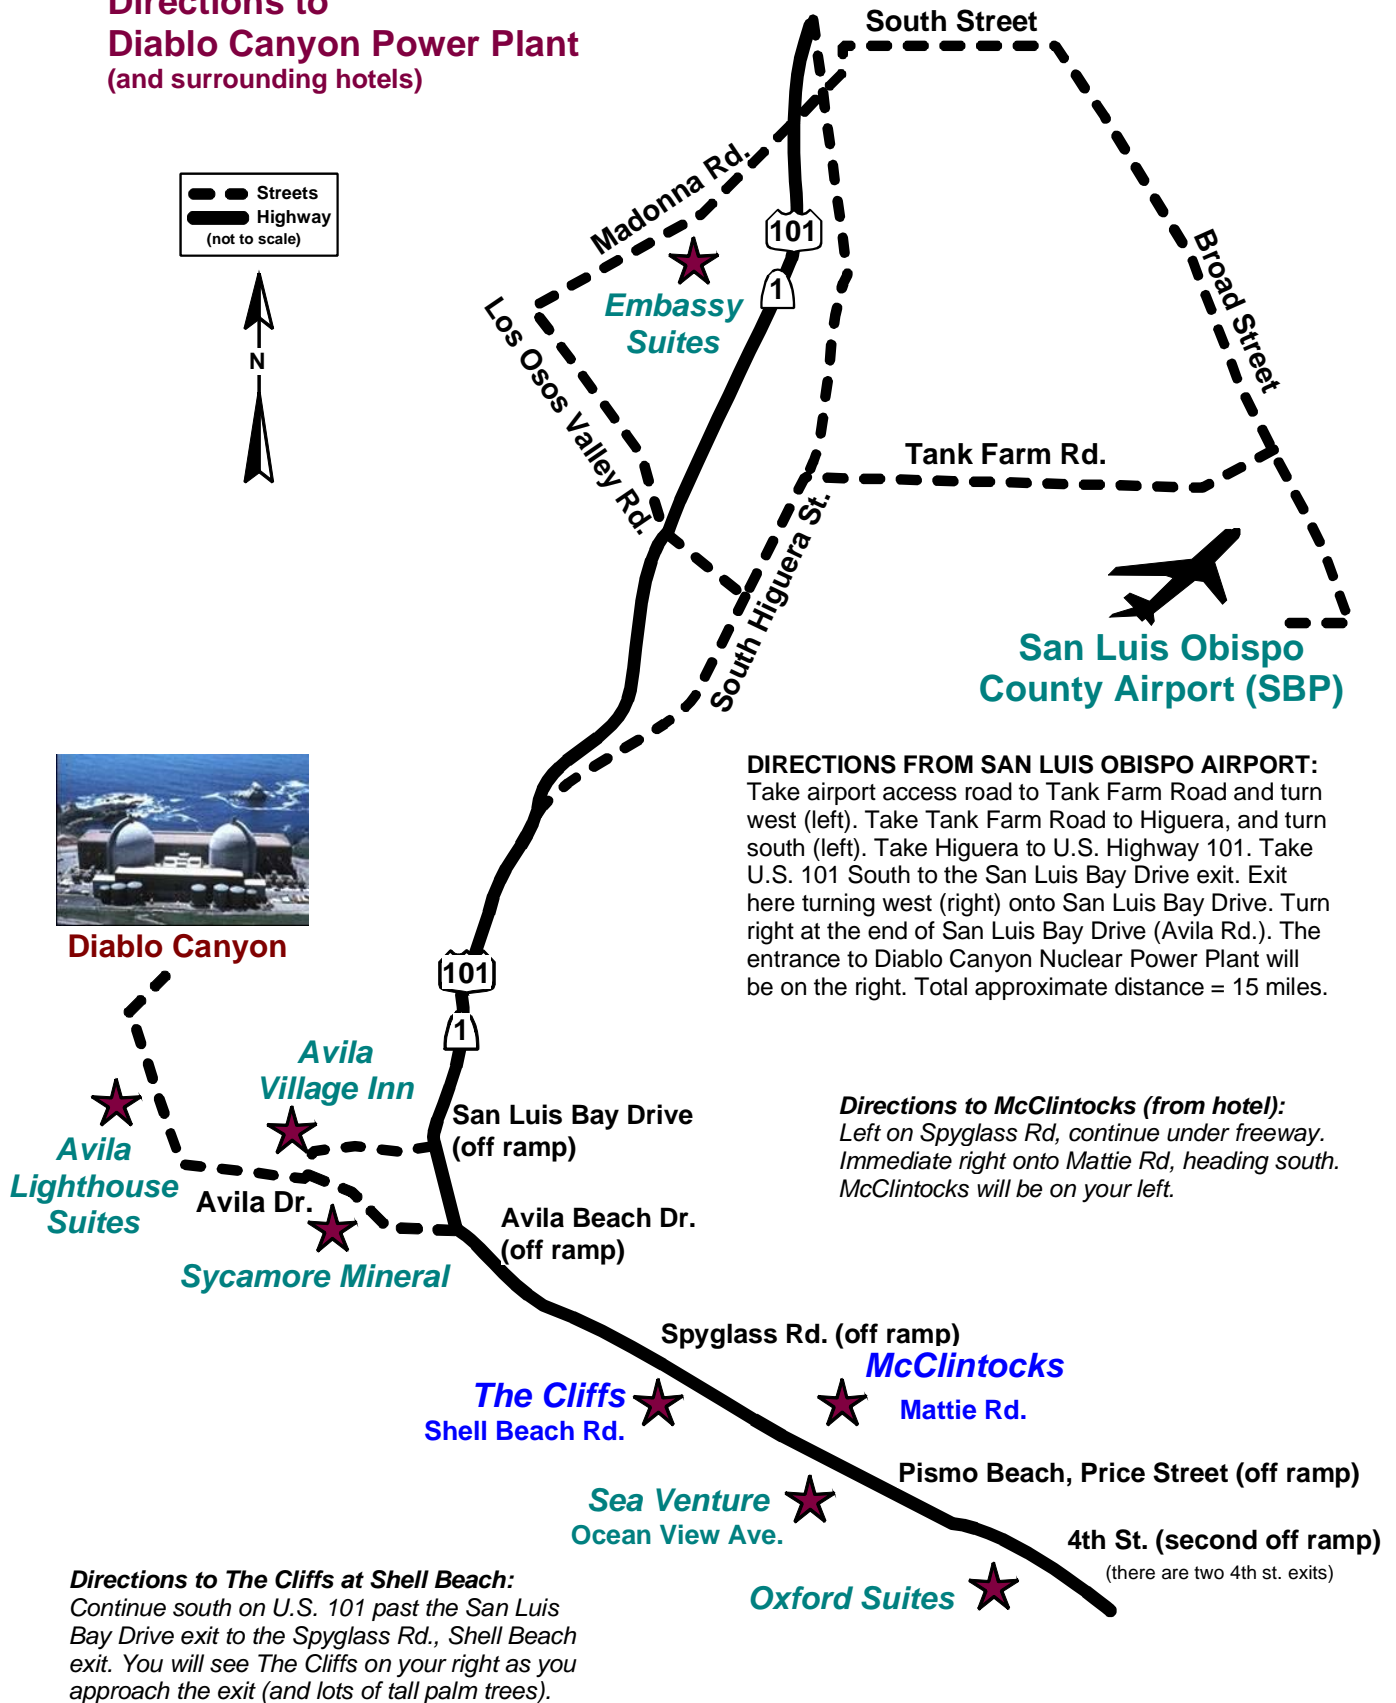 Directions to
Diablo Canyon Power Plant
(and surrounding hotels)
South Street
Streets
Highway
(not to scale)
N
Madonna Rd.
101
1
Embassy
Suites
Los Osos Valley Rd.
Broad Street
Tank Farm Rd.
South Higuera St.
San Luis Obispo
County Airport (SBP)
DIRECTIONS FROM SAN LUIS OBISPO AIRPORT:
Take airport access road to Tank Farm Road and turn
west (left). Take Tank Farm Road to Higuera, and turn
south (left). Take Higuera to U.S. Highway 101. Take
U.S. 101 South to the San Luis Bay Drive exit. Exit
here turning west (right) onto San Luis Bay Drive. Turn
right at the end of San Luis Bay Drive (Avila Rd.). The
entrance to Diablo Canyon Nuclear Power Plant will
be on the right. Total approximate distance = 15 miles.
Diablo Canyon
101
1
Avila
Village Inn
San Luis Bay Drive
(off ramp)
Directions to McClintocks (from hotel):
Left on Spyglass Rd, continue under freeway.
Immediate right onto Mattie Rd, heading south.
McClintocks will be on your left.
Avila
Lighthouse
Suites
Avila Dr.
Avila Beach Dr.
(off ramp)
Sycamore Mineral
Spyglass Rd. (off ramp)
McClintocks
Mattie Rd.
The Cliffs
Shell Beach Rd.
Pismo Beach, Price Street (off ramp)
Sea Venture
Ocean View Ave.
4th St. (second off ramp)
(there are two 4th st. exits)
Oxford Suites
Directions to The Cliffs at Shell Beach:
Continue south on U.S. 101 past the San Luis
Bay Drive exit to the Spyglass Rd., Shell Beach
exit. You will see The Cliffs on your right as you
approach the exit (and lots of tall palm trees).